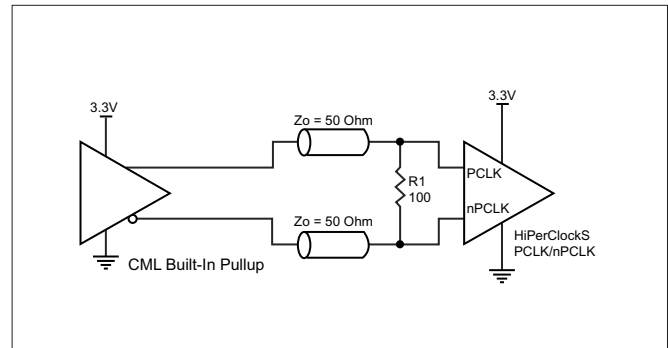 3.3V
3.3V
Zo = 50 Ohm
PCLK
R1
100
nPCLK
Zo = 50 Ohm
HiPerClockS
PCLK/nPCLK
CML Built-In Pullup